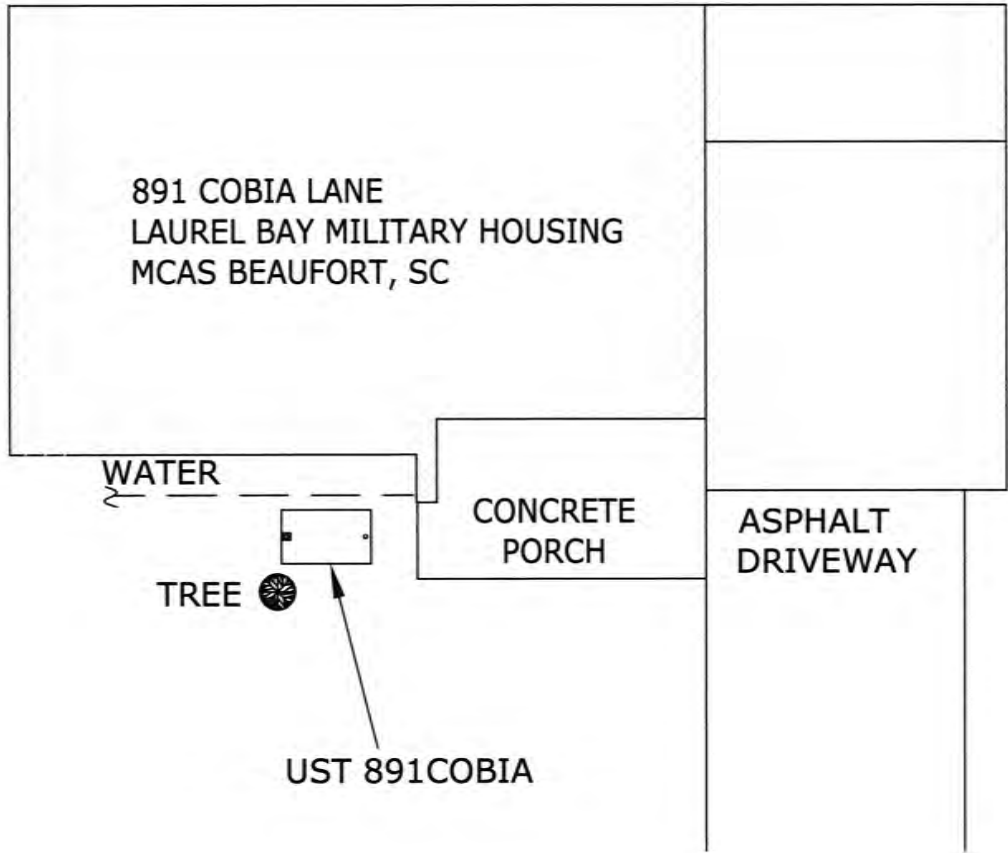 891 COBIA LANE
LAUREL BAY MILITARY HOUSING
MCAS BEAUFORT, SC
WATER
CONCRETE
PORCH
ASPHALT
DRIVEWAY
TREE
UST 891COBIA